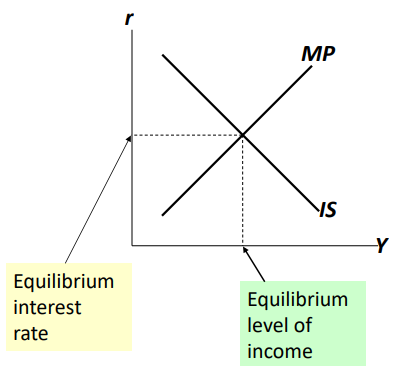 r
MP
IS
Y
Equilibrium
interest
rate
Equilibrium
level of
income